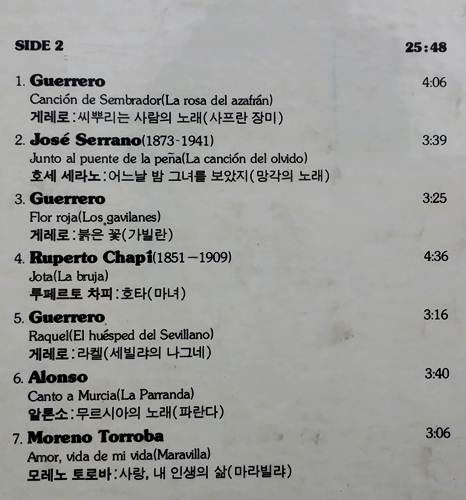 SIDE 2 25:48
1. Guerrero 4:06
Canción de Sembrador(La rosa del azafrán)
게레로:씨뿌리는 사람의 노래(사프란 장미)
2. José Serrano(1873-1941) 3:39
Junto al puente de la peña(La canción del olvido)
호세 세라노:어느날 밤 그녀를 보았지(망각의 노래)
3. Guerrero 3:25
Flor roja(Los gavilanes)
게레로:붉은 꽃(가빌란)
4. Ruperto Chapí(1851−1909) 4:36
Jota(La bruja)
루페르토 차피:호타(마녀)
5. Guerrero 3:16
Raquel(El huésped del Sevillano)
게레로:라켈(세빌랴의 나그네)
6. Alonso 3:40
Canto a Murcia(La Parranda)
알론소:무르시아의 노래(파란다)
7. Moreno Torroba 3:06
Amor, vida de mi vida(Maravilla)
모레노 토로바:사랑, 내 인생의 삶(마라빌랴)